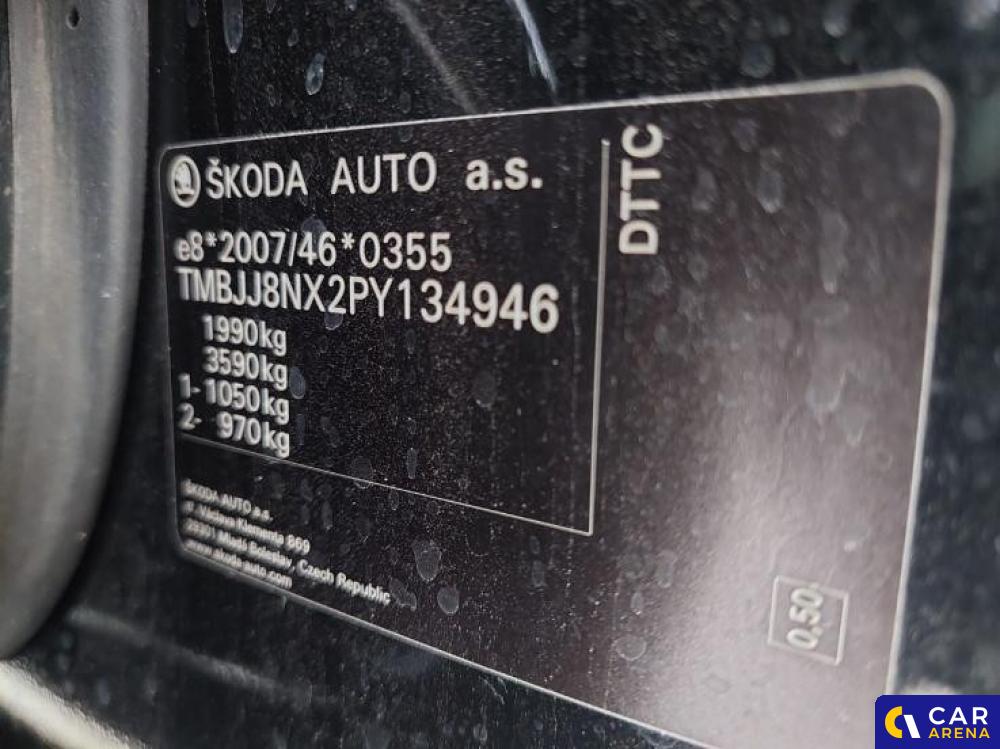 ŠKODA AUTO a.s.
e8*2007/46*0355
TMBJJ8NX2PY134946
1990kg
3590kg
1- 1050kg
2- 970kg
DTTC
ŠKODA AUTO a.s.
tř. Václava Klementa 869
29301 Mladá Boleslav, Czech Republic
www.skoda-auto.com
0,50
CAR
ARENA